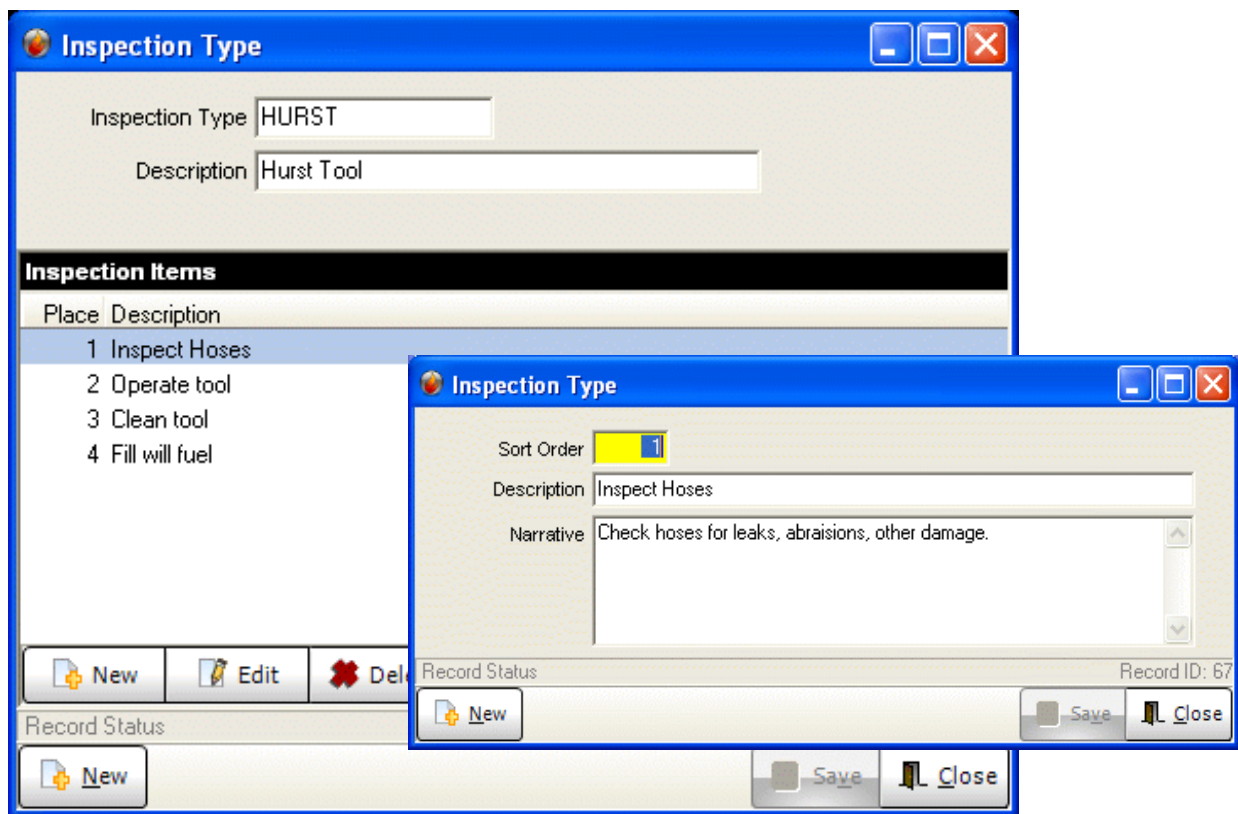 Inspection Type
Inspection Type HURST
Description Hurst Tool
Inspection Items
Place Description
1 Inspect Hoses
2 Operate tool
3 Clean tool
4 Fill will fuel
New Edit Del
Record Status
New Save Close
Inspection Type
Sort Order 1
Description Inspect Hoses
Narrative Check hoses for leaks, abraisions, other damage.
Record Status Record ID: 67
New Save Close